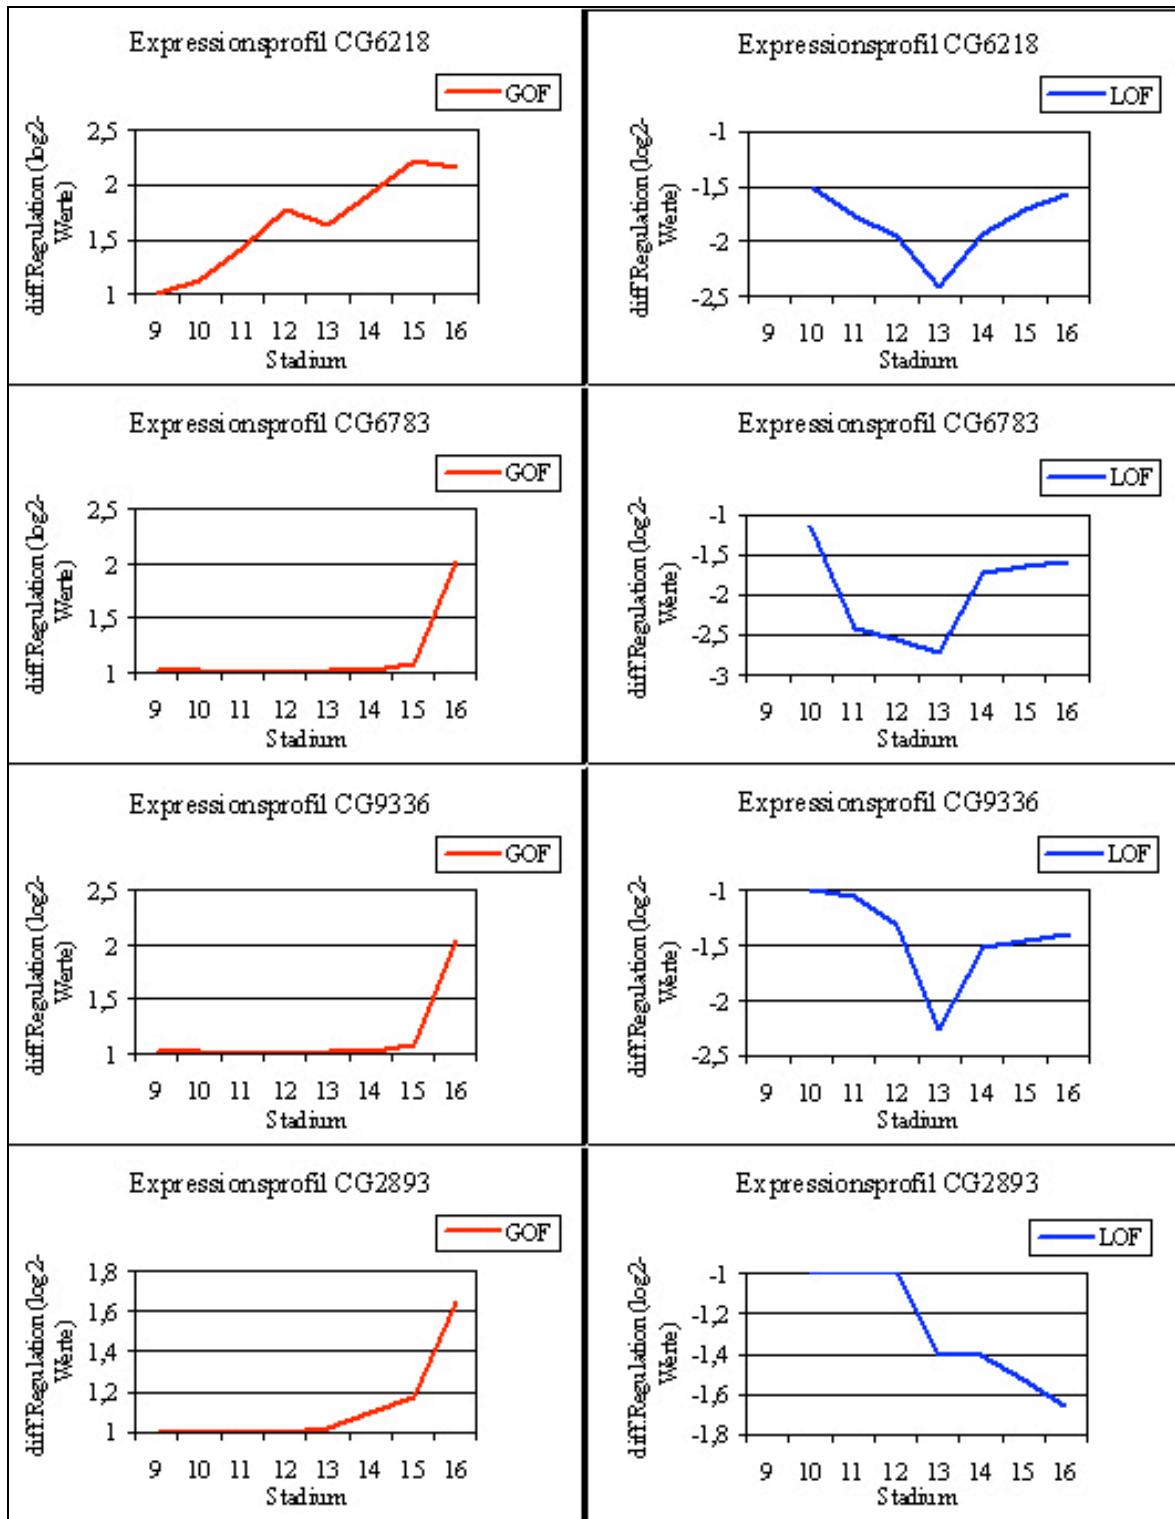 Expressionsprofil CG6218
GOF
diff.Regulation (log2-
Werte)
2,5
2
1,5
1
9 10 11 12 13 14 15 16
Stadium
Expressionsprofil CG6218
LOF
diff.Regulation (log2-
Werte)
-1
-1,5
-2
-2,5
9 10 11 12 13 14 15 16
Stadium
Expressionsprofil CG6783
GOF
diff.Regulation (log2-
Werte)
2,5
2
1,5
1
9 10 11 12 13 14 15 16
Stadium
Expressionsprofil CG6783
LOF
diff.Regulation (log2-
Werte)
-1
-1,5
-2
-2,5
-3
9 10 11 12 13 14 15 16
Stadium
Expressionsprofil CG9336
GOF
diff.Regulation (log2-
Werte)
2,5
2
1,5
1
9 10 11 12 13 14 15 16
Stadium
Expressionsprofil CG9336
LOF
diff.Regulation (log2-
Werte)
-1
-1,5
-2
-2,5
9 10 11 12 13 14 15 16
Stadium
Expressionsprofil CG2893
GOF
diff.Regulation (log2-
Werte)
1,8
1,6
1,4
1,2
1
9 10 11 12 13 14 15 16
Stadium
Expressionsprofil CG2893
LOF
diff.Regulation (log2-
Werte)
-1
-1,2
-1,4
-1,6
-1,8
9 10 11 12 13 14 15 16
Stadium